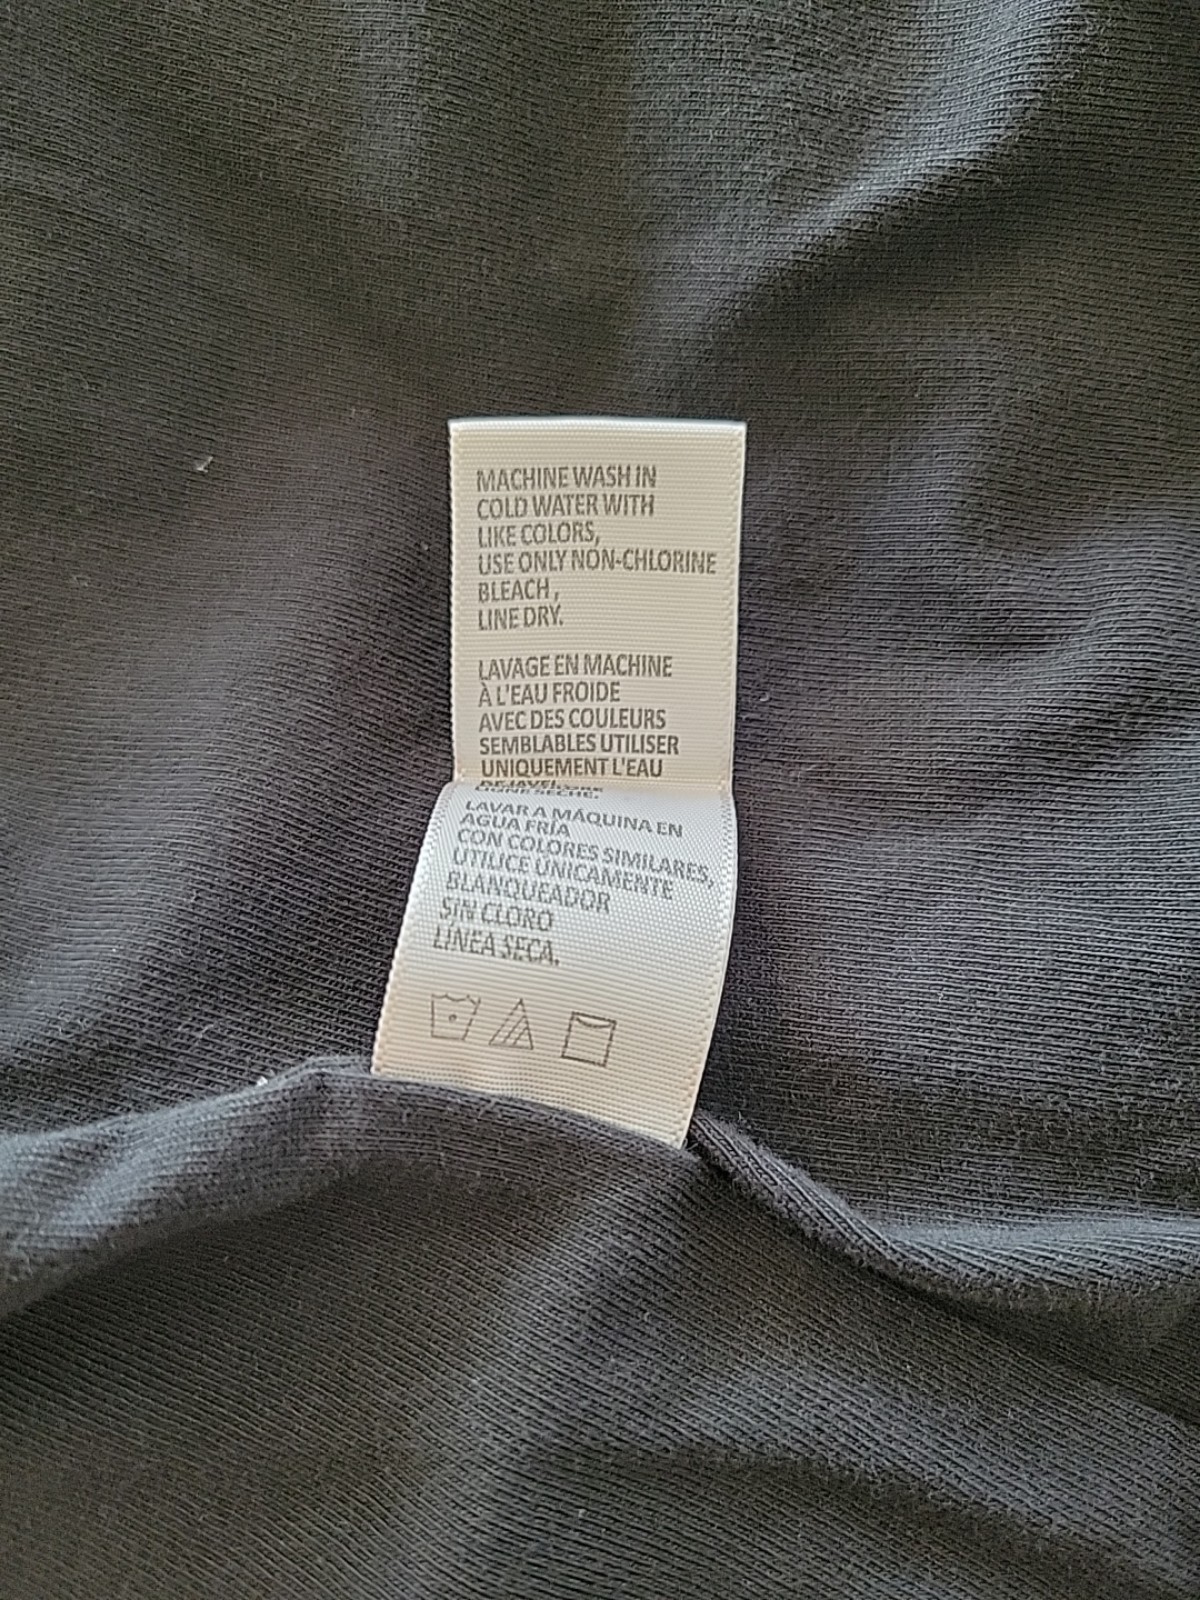 MACHINE WASH IN
COLD WATER WITH
LIKE COLORS,
USE ONLY NON-CHLORINE
BLEACH,
LINE DRY.
LAVAGE EN MACHINE
À L'EAU FROIDE
AVEC DES COULEURS
SEMBLABLES UTILISER
UNIQUEMENT L'EAU
SÈCHE.
LAVAR A MÁQUINA EN
AGUA FRÍA
CON COLORES SIMILARES,
UTILICE ÚNICAMENTE
BLANQUEADOR
SIN CLORO
LINEA SECA.